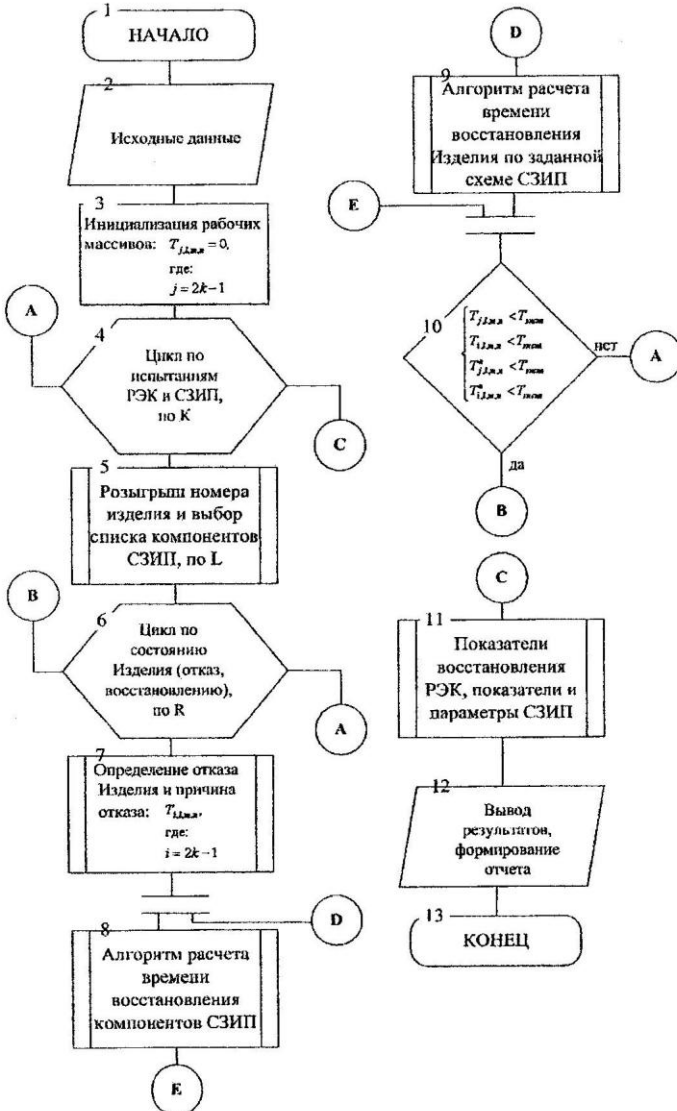 1
НАЧАЛО
2
Исходные данные
3
Инициализация рабочих
массивов: T_{j,l,m,n} = 0,
где:
j = 2k−1
A
4
Цикл по
испытаниям
РЭК и СЗИП,
по К
C
5
Розыгрыш номера
изделия и выбор
списка компонентов
СЗИП, по L
B
6
Цикл по
состоянию
Изделия (отказ,
восстановлению),
по R
A
7
Определение отказа
Изделия и причина
отказа: T_{i,l,m,n},
где:
i = 2k−1
D
8
Алгоритм расчета
времени
восстановления
компонентов СЗИП
E
D
9
Алгоритм расчета
времени
восстановления
Изделия по заданной
схеме СЗИП
E
10
T_{j,l,m,n} < T
T_{i,l,m,n} < T
T*_{j,l,m,n} < T
T*_{i,l,m,n} < T
нет
A
да
B
C
11
Показатели
восстановления
РЭК, показатели и
параметры СЗИП
12
Вывод
результатов,
формирование
отчета
13
КОНЕЦ